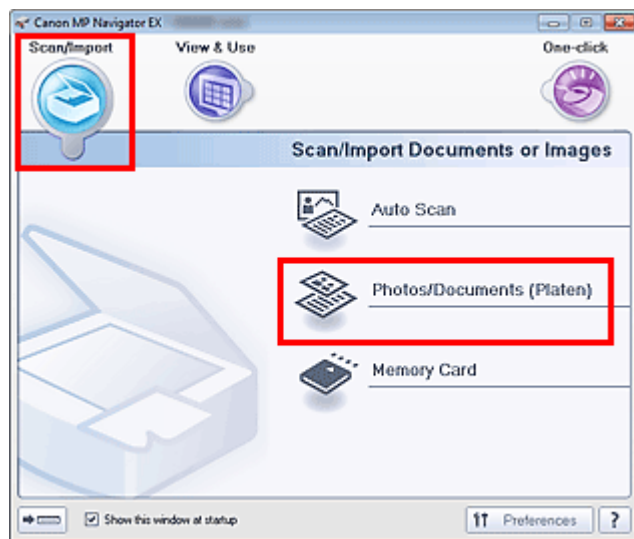 Canon MP Navigator EX
Scan/Import View & Use One-click
Scan/Import Documents or Images
Auto Scan
Photos/Documents (Platen)
Memory Card
Show this window at startup Preferences ?